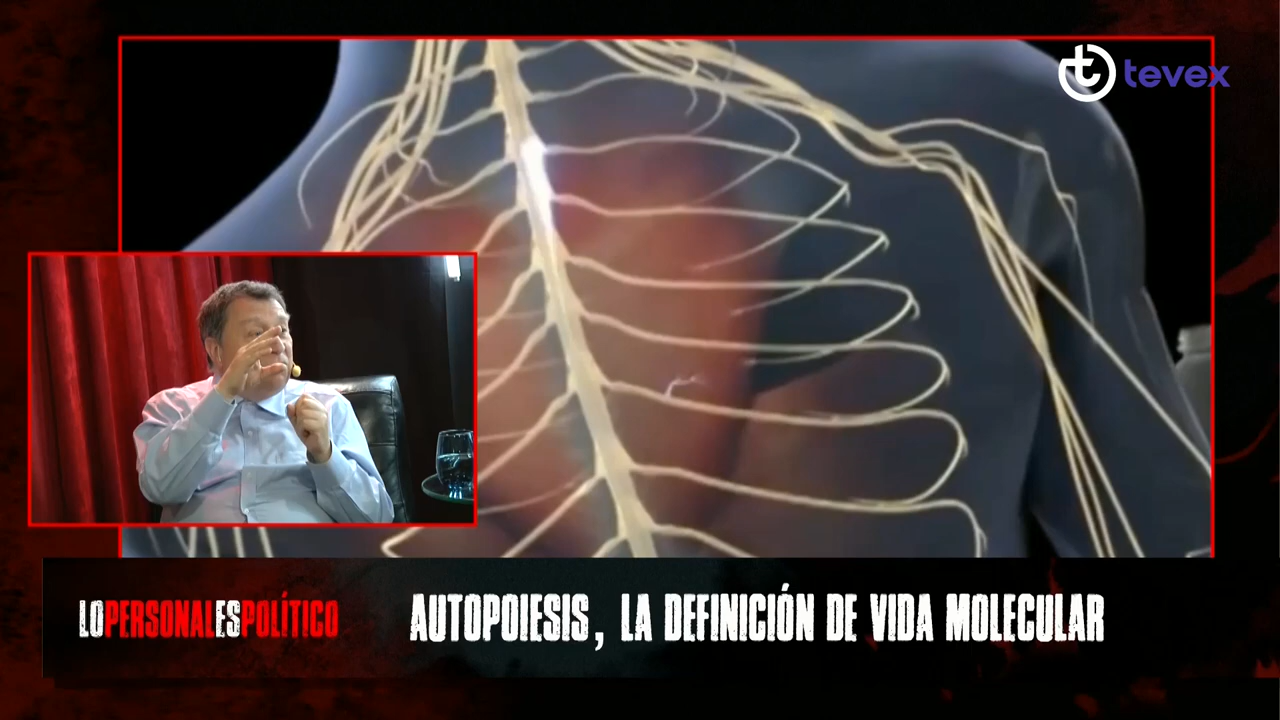 tevex
LOPERSONALESPOLÍTICO
AUTOPOIESIS, LA DEFINICIÓN DE VIDA MOLECULAR